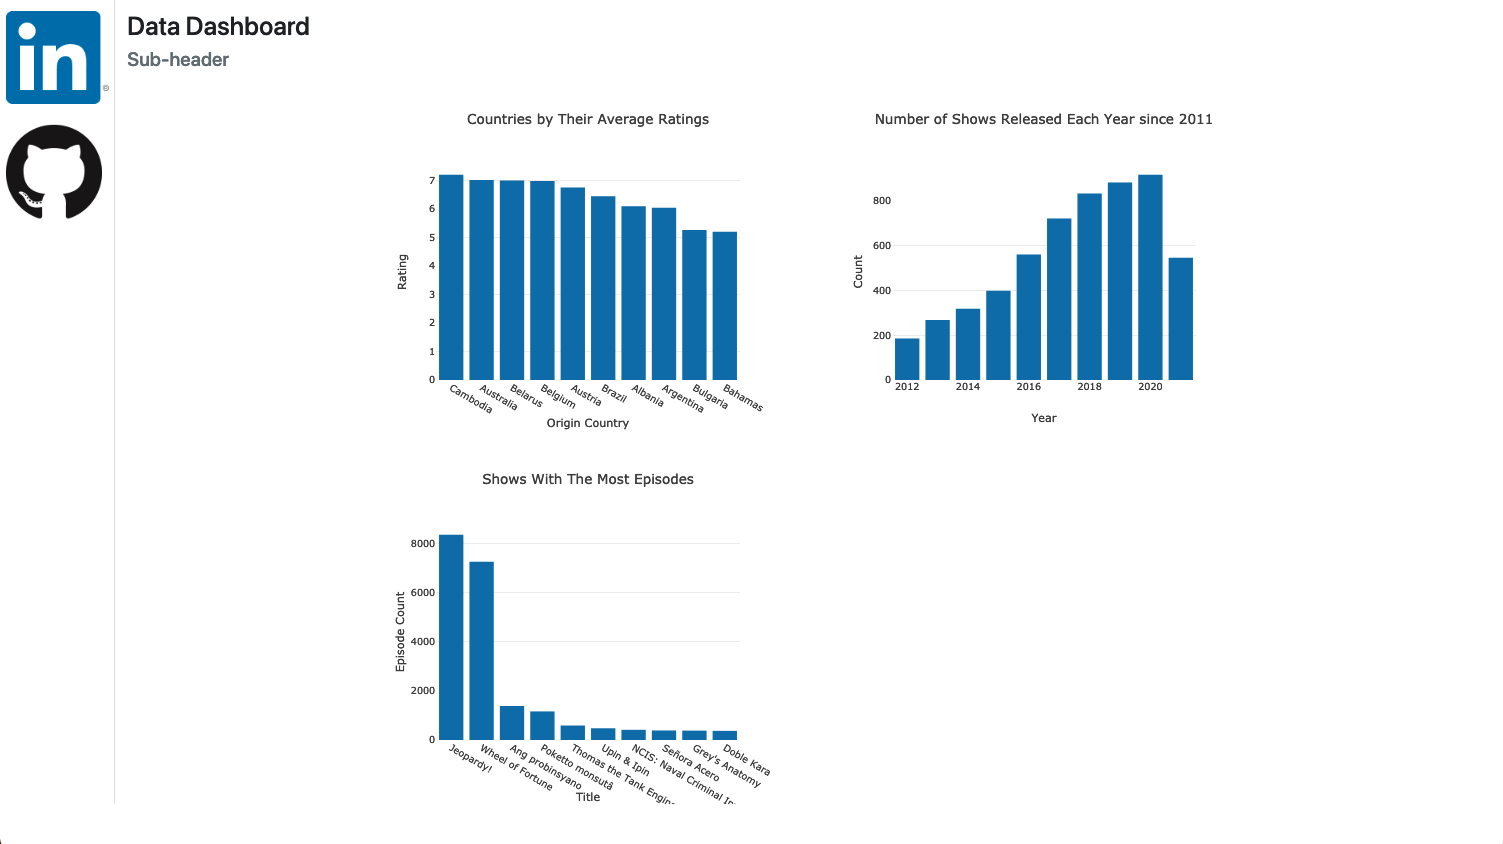 in
Data Dashboard
Sub-header
Countries by Their Average Ratings
7
6
5
4
3
2
1
0
Rating
Cambodia
Australia
Belarus
Belgium
Austria
Brazil
Albania
Argentina
Bulgaria
Bahamas
Origin Country
Number of Shows Released Each Year since 2011
800
600
400
200
0
Count
2012
2014
2016
2018
2020
Year
Shows With The Most Episodes
8000
6000
4000
2000
0
Episode Count
Jeopardy!
Wheel of Fortune
Ang probinsyano
Poketto monsutâ
Thomas the Tank Engin
Upin & Ipin
NCIS: Naval Criminal In
Señora Acero
Grey's Anatomy
Doble Kara
Title